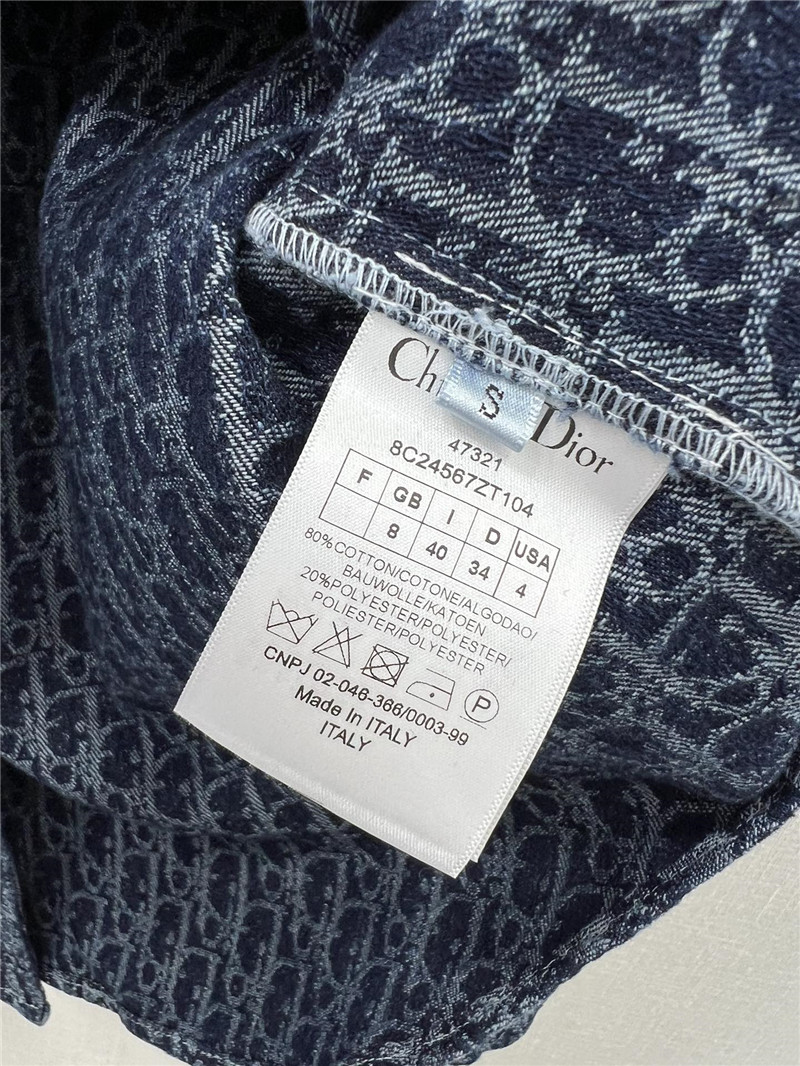 Ch Dior
S
47321
8C24567ZT104
F GB I D USA
8 40 34 4
80%COTTON/COTONE/ALGODAO/
BAUWOLLE/KATOEN
20%POLYESTER/POLYESTER/
POLIESTER/POLYESTER
P
CNPJ 02-046-366/0003-99
Made In ITALY
ITALY